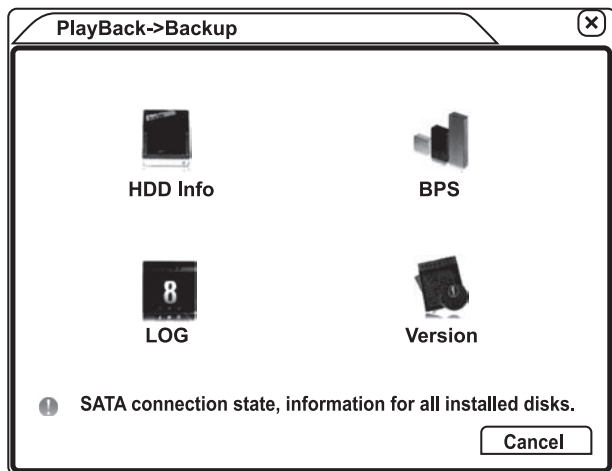 PlayBack->Backup
HDD Info
BPS
8
LOG
Version
SATA connection state, information for all installed disks.
Cancel